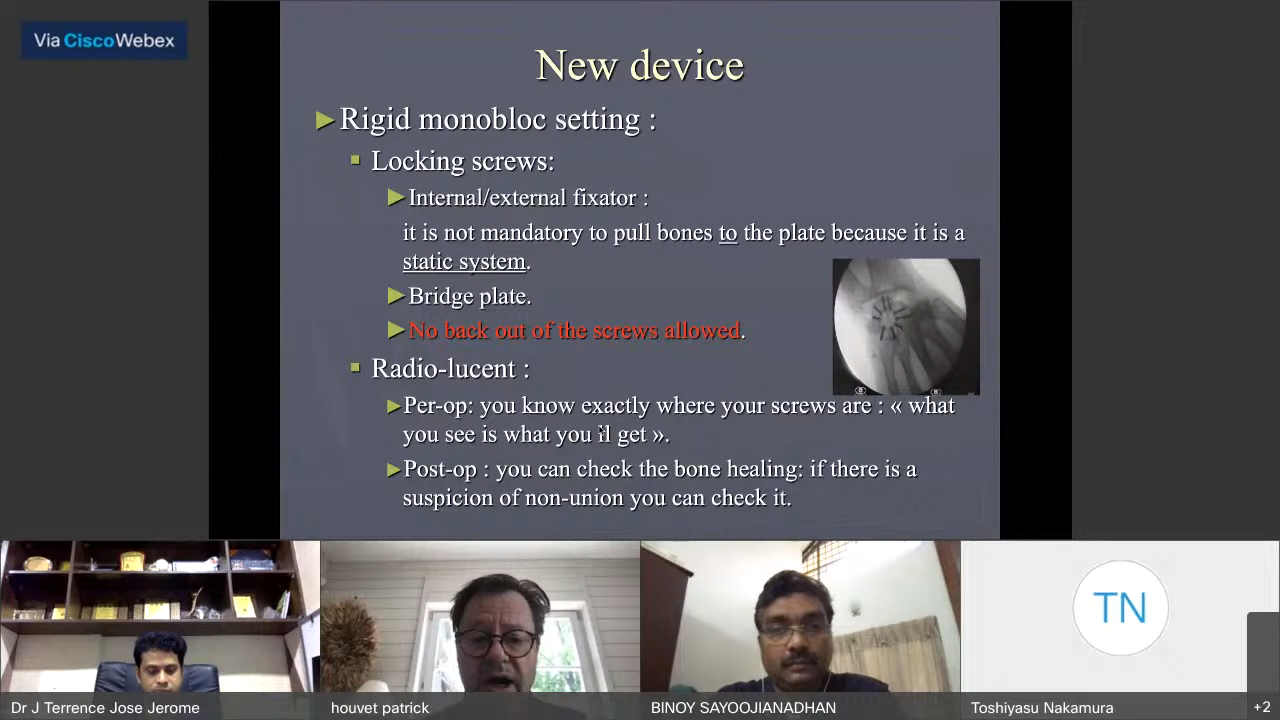 Via Cisco Webex
New device
Rigid monobloc setting :
Locking screws:
Internal/external fixator :
it is not mandatory to pull bones to the plate because it is a
static system.
Bridge plate.
No back out of the screws allowed.
Radio-lucent :
Per-op: you know exactly where your screws are : « what
you see is what you il get ».
Post-op : you can check the bone healing: if there is a
suspicion of non-union you can check it.
TN
Dr J Terrence Jose Jerome
houvet patrick
BINOY SAYOOJIANADHAN
Toshiyasu Nakamura
+2